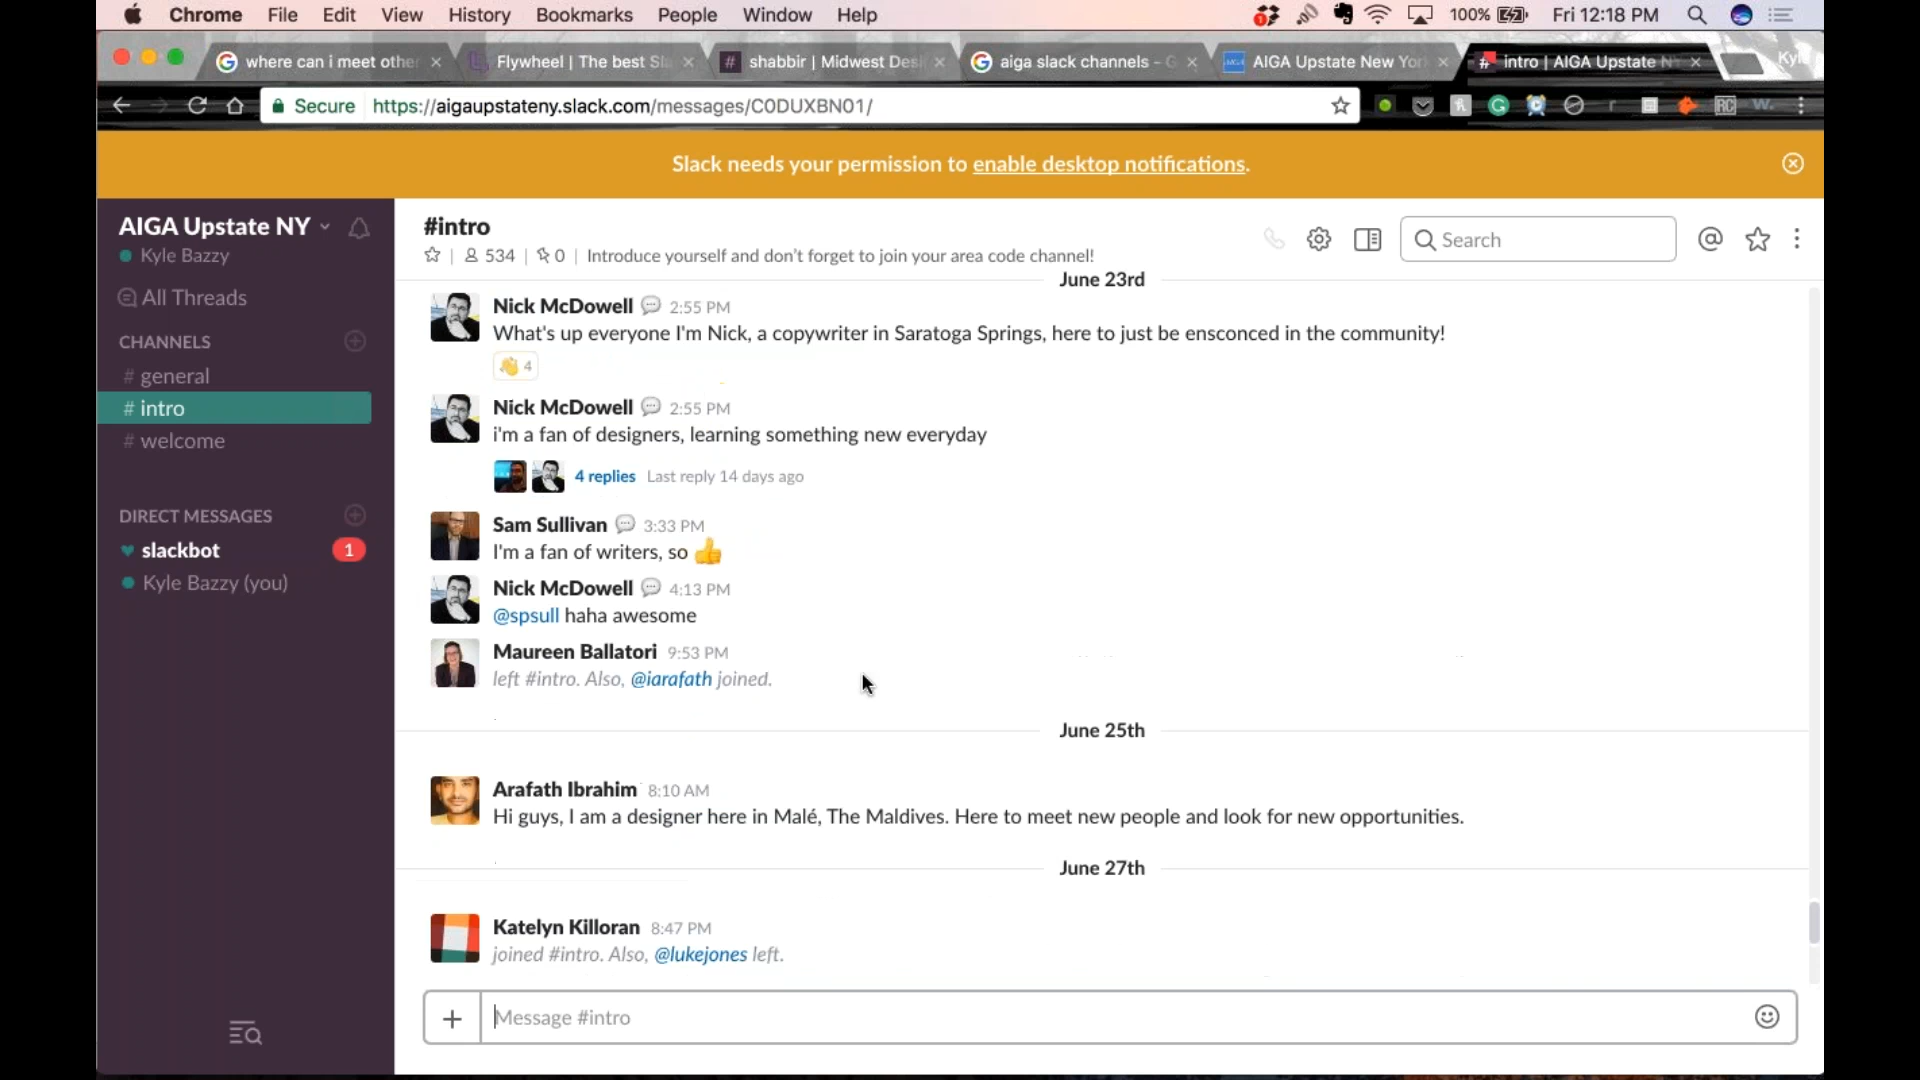 Chrome File Edit View History Bookmarks People Window Help 100% Fri 12:18 PM
where can i meet othe Flywheel | The best Sl shabbir | Midwest Des aiga slack channels - G AIGA Upstate New Yor intro | AIGA Upstate N Kyl
Secure https://aigaupstateny.slack.com/messages/C0DUXBN01/
Slack needs your permission to enable desktop notifications.
AIGA Upstate NY
Kyle Bazzy
All Threads
CHANNELS
# general
# intro
# welcome
DIRECT MESSAGES
slackbot 1
Kyle Bazzy (you)
#intro
534 0 Introduce yourself and don't forget to join your area code channel!
Search
June 23rd
Nick McDowell 2:55 PM
What's up everyone I'm Nick, a copywriter in Saratoga Springs, here to just be ensconced in the community!
4
Nick McDowell 2:55 PM
i'm a fan of designers, learning something new everyday
4 replies Last reply 14 days ago
Sam Sullivan 3:33 PM
I'm a fan of writers, so
Nick McDowell 4:13 PM
@spsull haha awesome
Maureen Ballatori 9:53 PM
left #intro. Also, @iarafath joined.
June 25th
Arafath Ibrahim 8:10 AM
Hi guys, I am a designer here in Malé, The Maldives. Here to meet new people and look for new opportunities.
June 27th
Katelyn Killoran 8:47 PM
joined #intro. Also, @lukejones left.
Message #intro